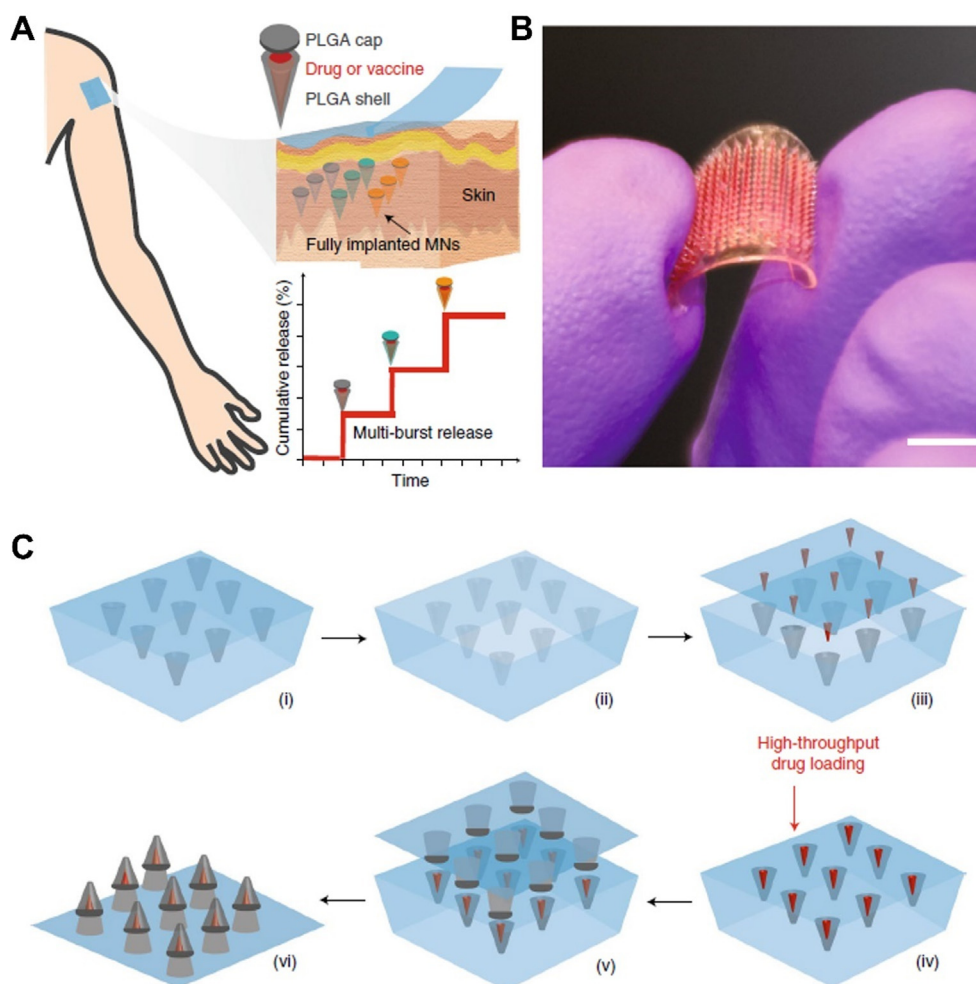 A
PLGA cap
Drug or vaccine
PLGA shell
Skin
Fully implanted MNs
Cumulative release (%)
Multi-burst release
Time
B
C
(i)
(ii)
(iii)
High-throughput
drug loading
(iv)
(v)
(vi)